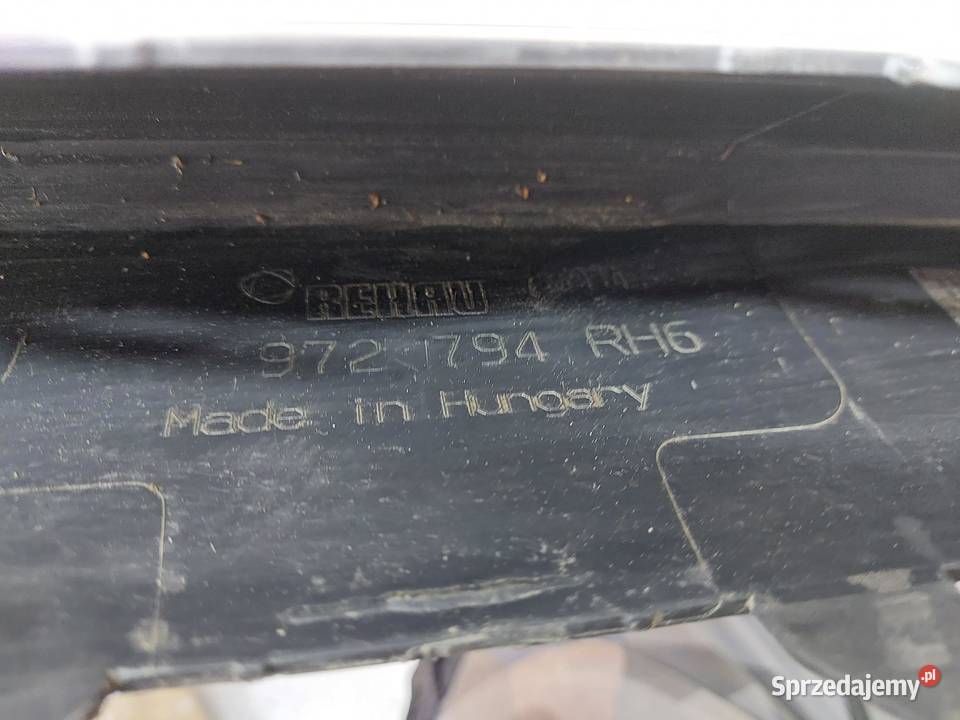 REHAU
972 794 RH6
Made in Hungary
Sprzedajemy.pl